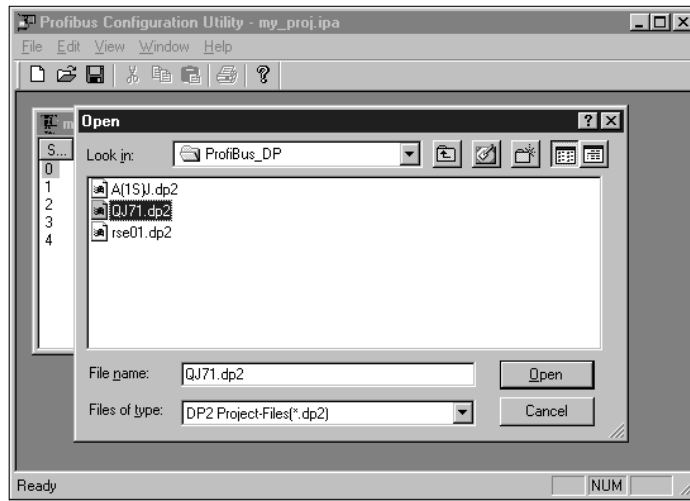 Profibus Configuration Utility - my_proj.ipa
File Edit View Window Help
m
Open
S...
Look in: ProfiBus_DP
0
1
2
3
4
A(1S)J.dp2
QJ71.dp2
rse01.dp2
File name: QJ71.dp2 Open
Files of type: DP2 Project-Files(*.dp2) Cancel
Ready NUM